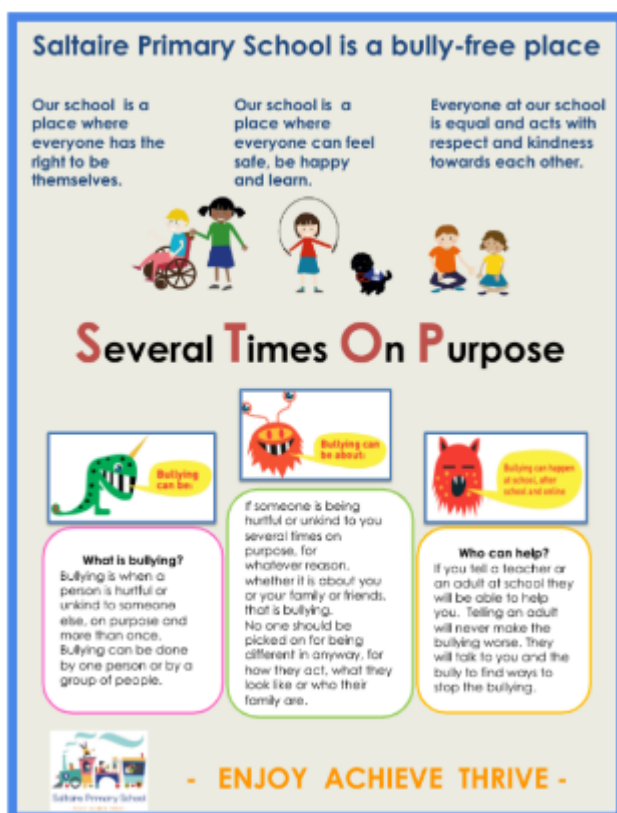 Saltaire Primary School is a bully-free place
Our school is a
place where
everyone has the
right to be
themselves.
Our school is a
place where
everyone can feel
safe, be happy
and learn.
Everyone at our school
is equal and acts with
respect and kindness
towards each other.
Several Times On Purpose
Bullying
can be:
Bullying can
be about:
Bullying can happen
at school, after
school and online
What is bullying?
Bullying is when a
person is hurtful or
unkind to someone
else, on purpose and
more than once.
Bullying can be done
by one person or by a
group of people.
If someone is being
hurtful or unkind to you
several times on
purpose, for
whatever reason,
whether it is about you
or your family or friends,
that is bullying.
No one should be
picked on for being
different in anyway, for
how they act, what they
look like or who their
family are.
Who can help?
If you tell a teacher or
an adult at school they
will be able to help
you. Telling an adult
will never make the
bullying worse. They
will talk to you and the
bully to find ways to
stop the bullying.
Saltaire Primary School
- ENJOY ACHIEVE THRIVE -